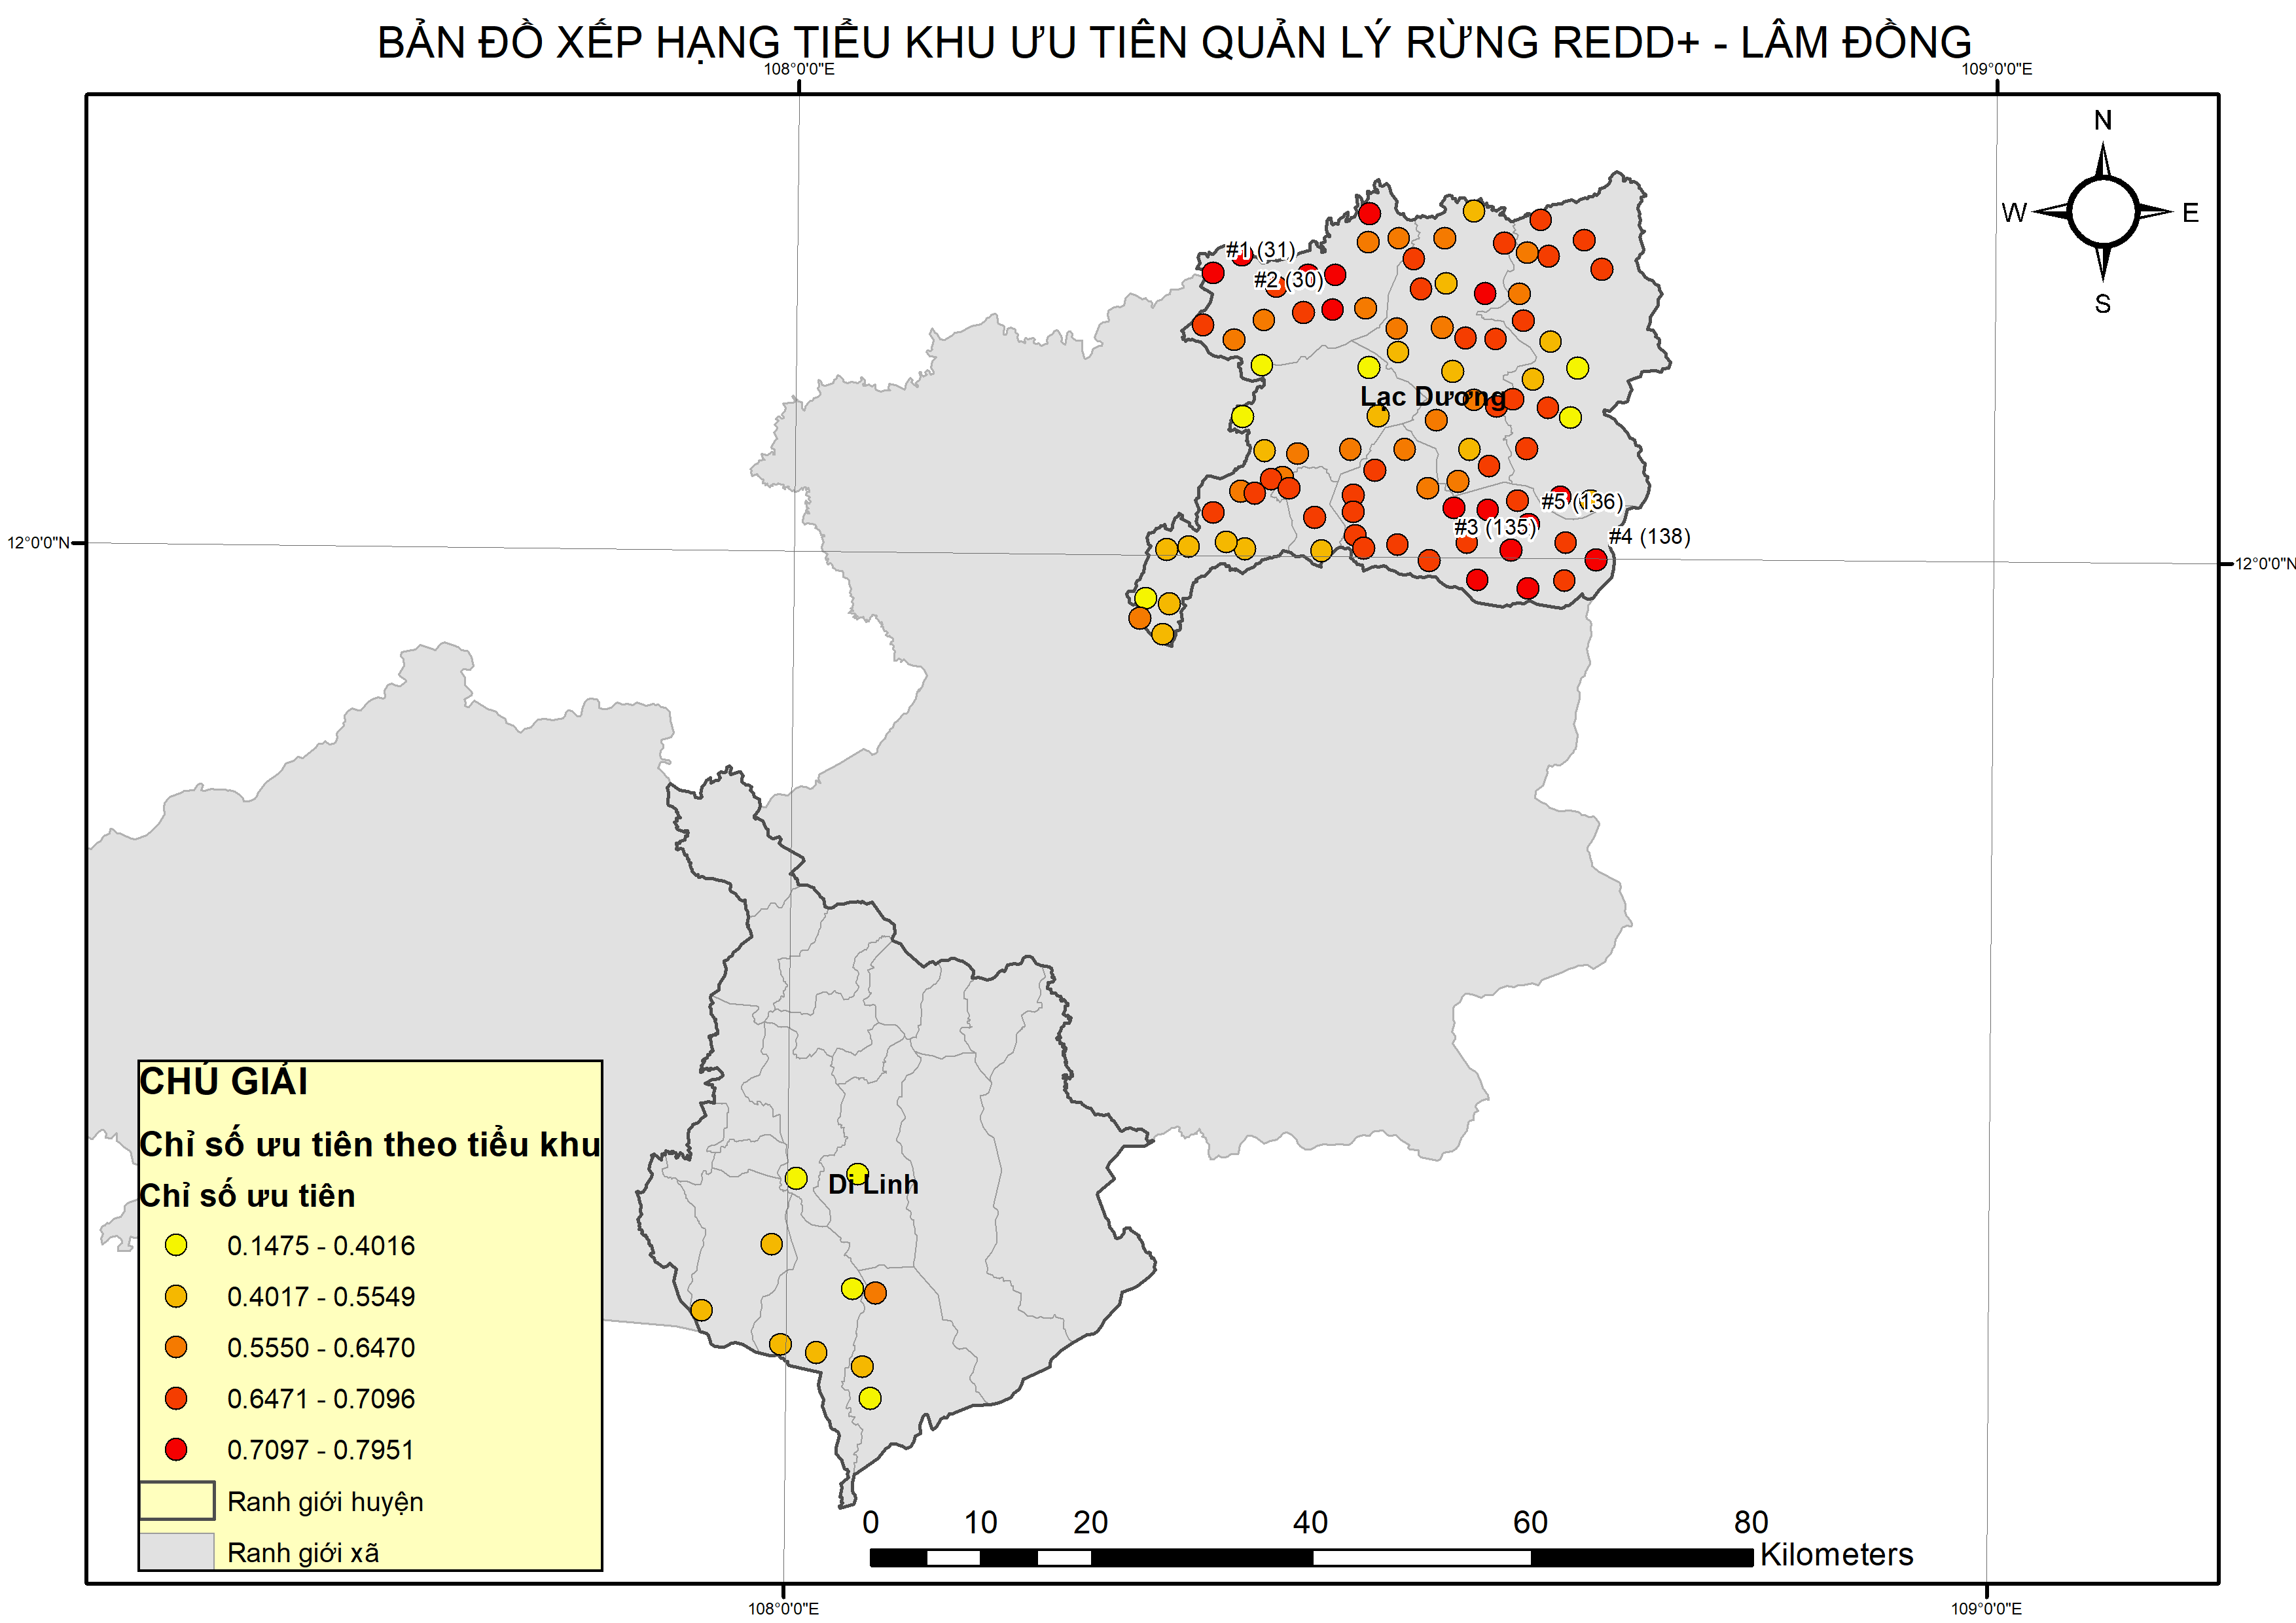 BẢN ĐỒ XẾP HẠNG TIỂU KHU ƯU TIÊN QUẢN LÝ RỪNG REDD+ - LÂM ĐỒNG
108°0'0"E
109°0'0"E
N
W
E
S
#1 (31)
#2 (30)
Lạc Dương
#5 (136)
#3 (135)
#4 (138)
12°0'0"N
12°0'0"N
Di Linh
CHÚ GIẢI
Chỉ số ưu tiên theo tiểu khu
Chỉ số ưu tiên
0.1475 - 0.4016
0.4017 - 0.5549
0.5550 - 0.6470
0.6471 - 0.7096
0.7097 - 0.7951
Ranh giới huyện
Ranh giới xã
0 10 20 40 60 80
Kilometers
108°0'0"E
109°0'0"E